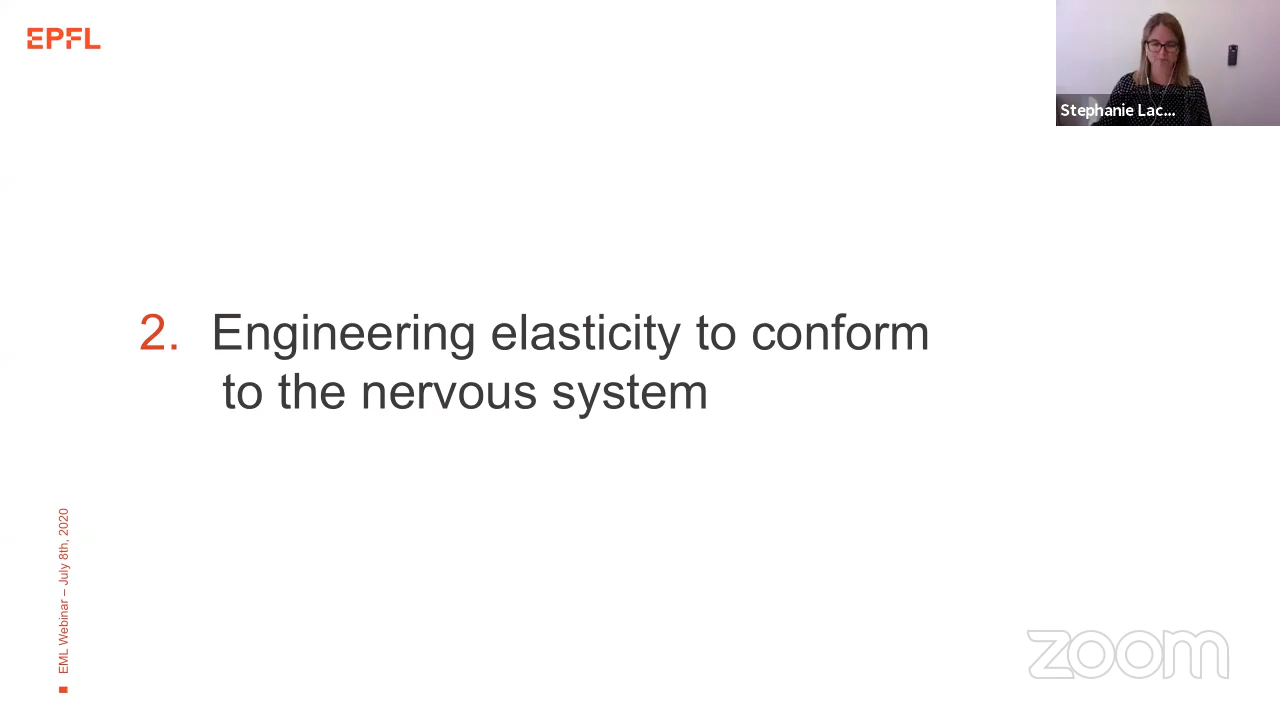 EPFL
Stephanie Lac...
2. Engineering elasticity to conform
to the nervous system
EML Webinar – July 8th, 2020
zoom